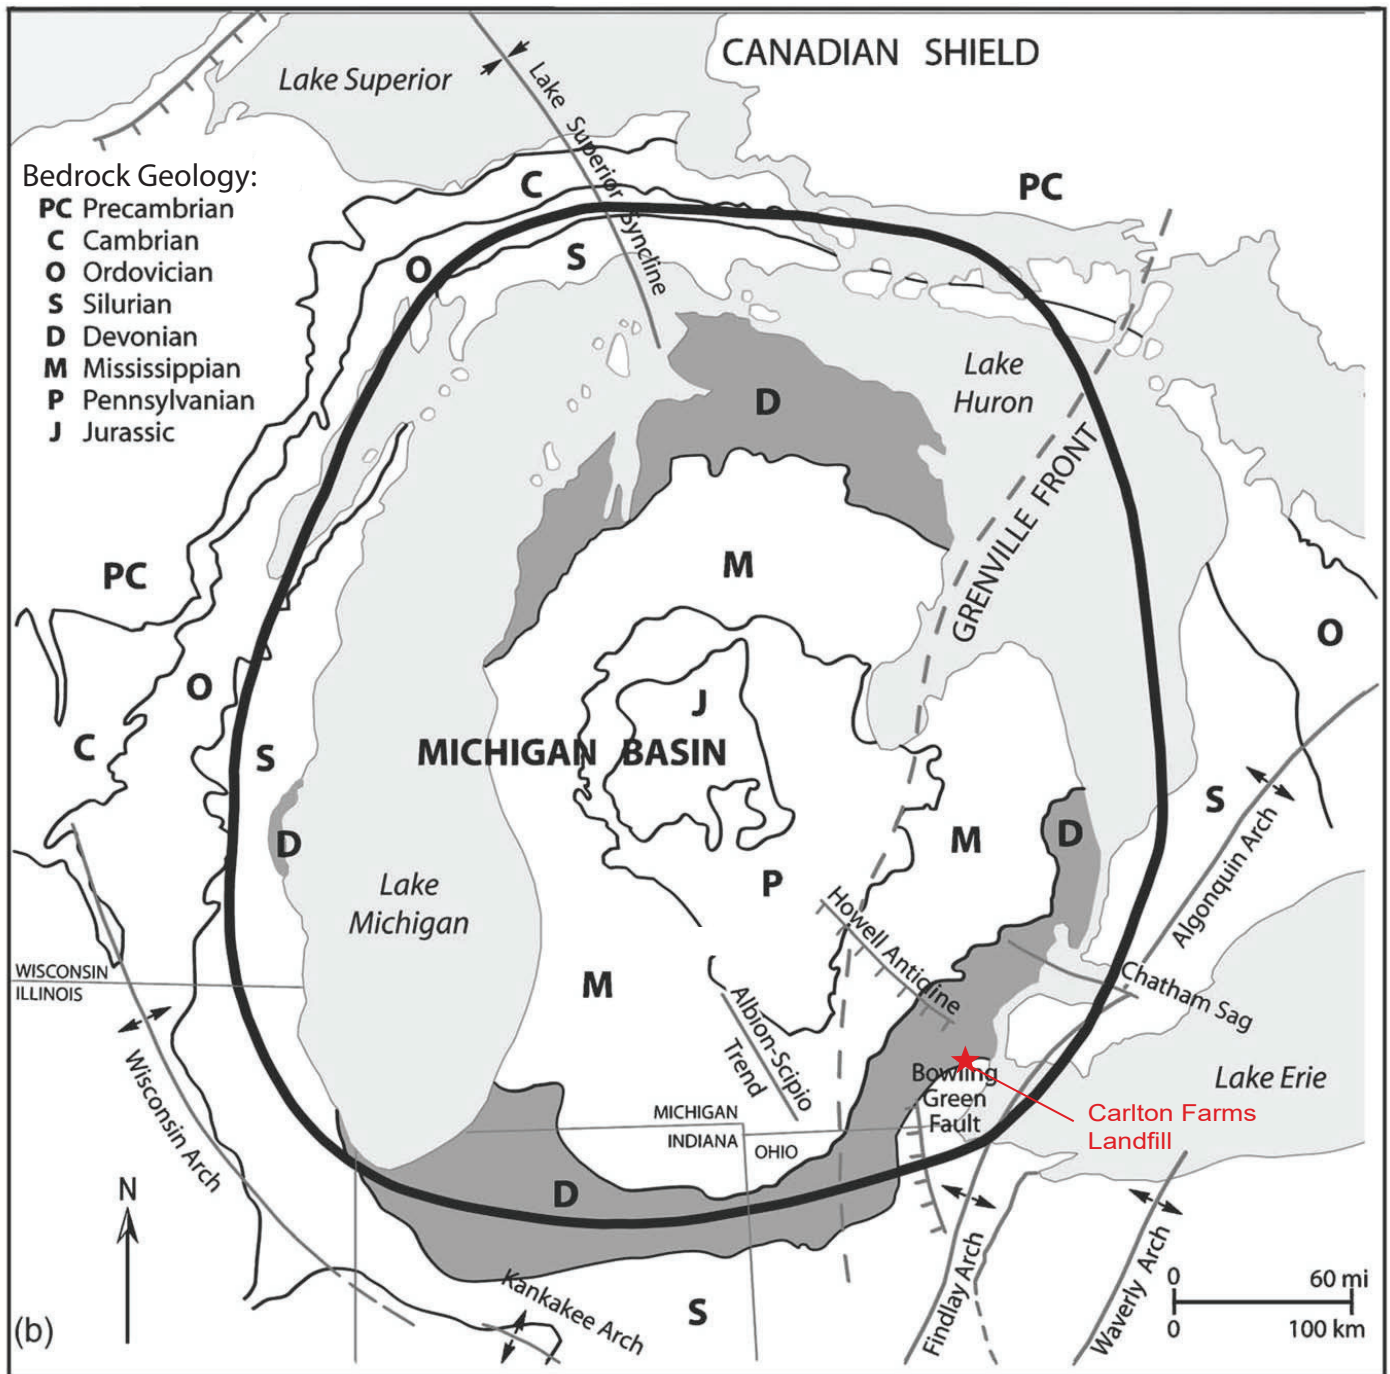 CANADIAN SHIELD
Lake Superior
Lake Superior Syncline
Bedrock Geology:
PC Precambrian
C Cambrian
O Ordovician
S Silurian
D Devonian
M Mississippian
P Pennsylvanian
J Jurassic
C
PC
O
S
Lake
Huron
D
GRENVILLE FRONT
M
PC
O
O
J
C
S
MICHIGAN BASIN
S
D
D
M
P
Lake
Michigan
Algonquin Arch
Howell Anticline
WISCONSIN
ILLINOIS
M
Chatham Sag
Albion-Scipio
Trend
Wisconsin Arch
Bowling
Green
Fault
Lake Erie
Carlton Farms
Landfill
MICHIGAN
INDIANA
OHIO
N
D
Kankakee Arch
S
Findlay Arch
Waverly Arch
0 60 mi
0 100 km
(b)